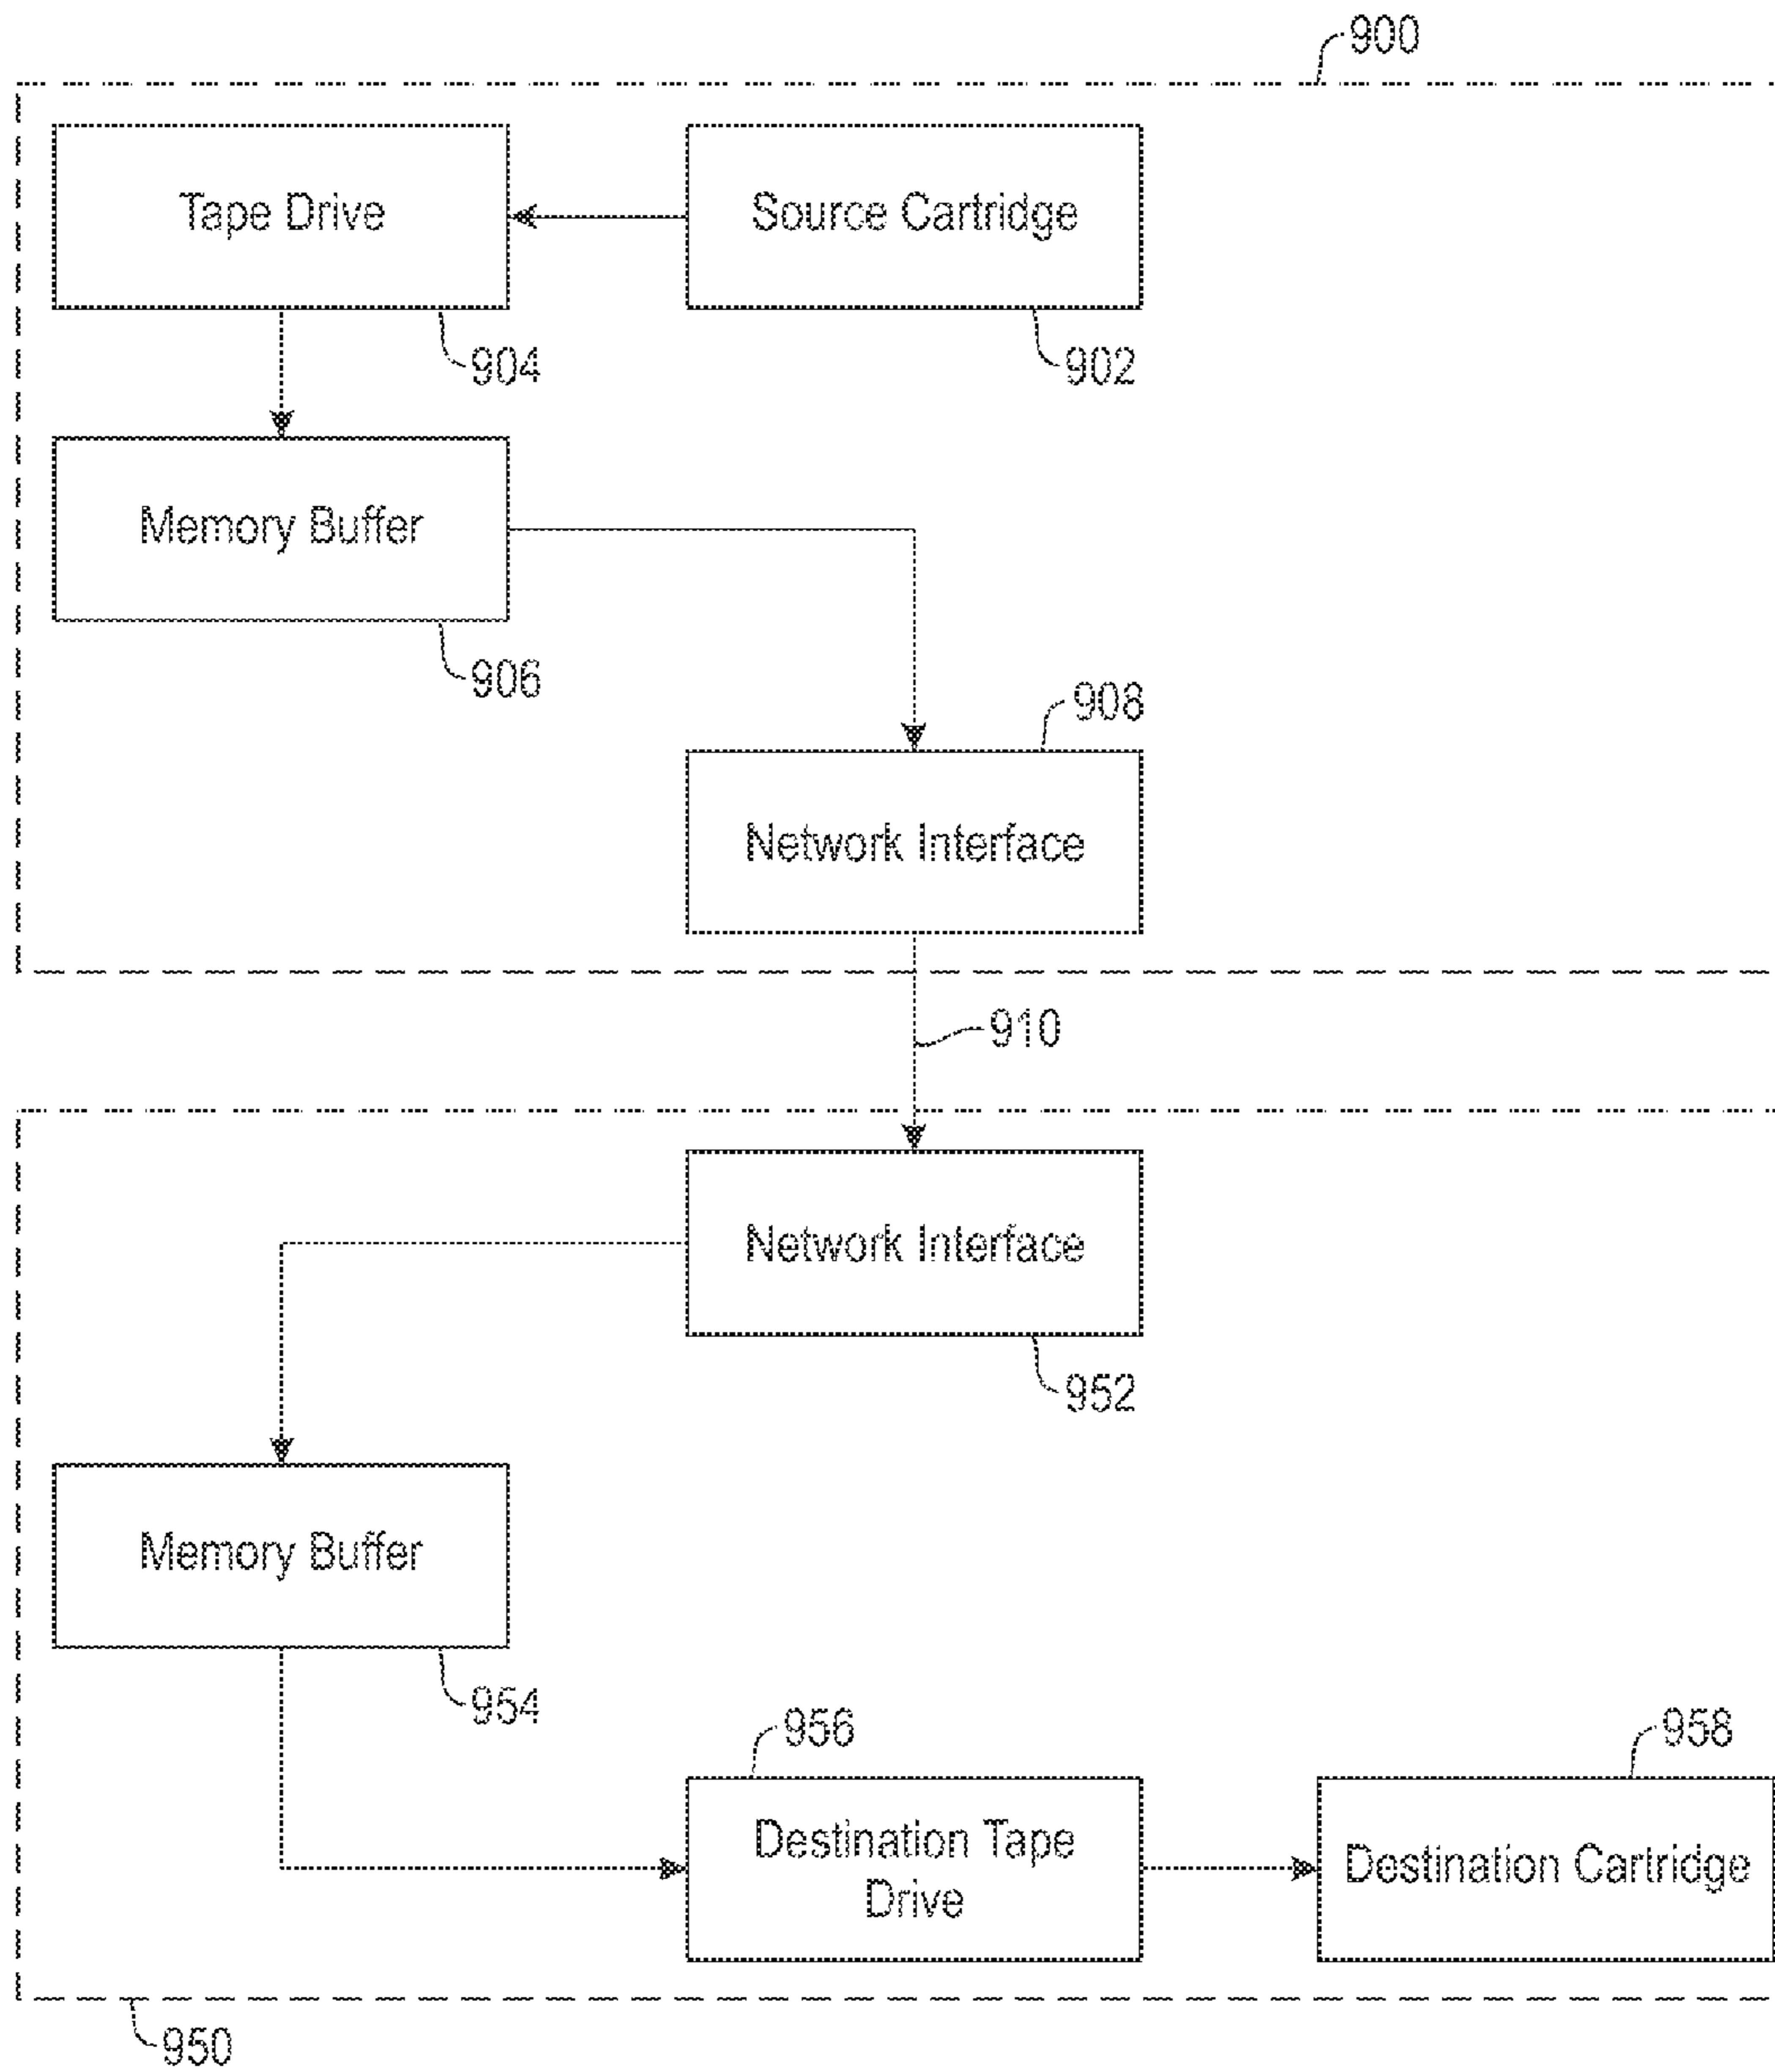 900
Tape Drive
Source Cartridge
904
902
Memory Buffer
906
908
Network Interface
910
Network Interface
952
Memory Buffer
954
956
958
Destination Tape
Drive
Destination Cartridge
950